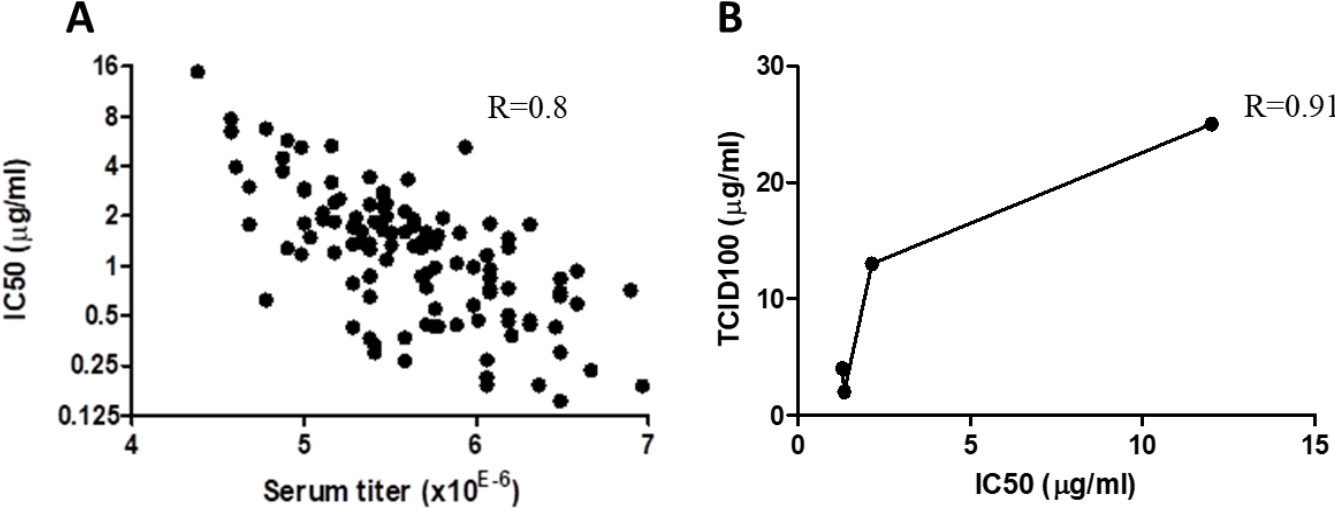 A
16
8
4
2
1
0.5
0.25
0.125
4
5
6
7
IC50 (μg/ml)
Serum titer (x10E-6)
R=0.8
B
30
20
10
0
0
5
10
15
TCID100 (μg/ml)
IC50 (μg/ml)
R=0.91